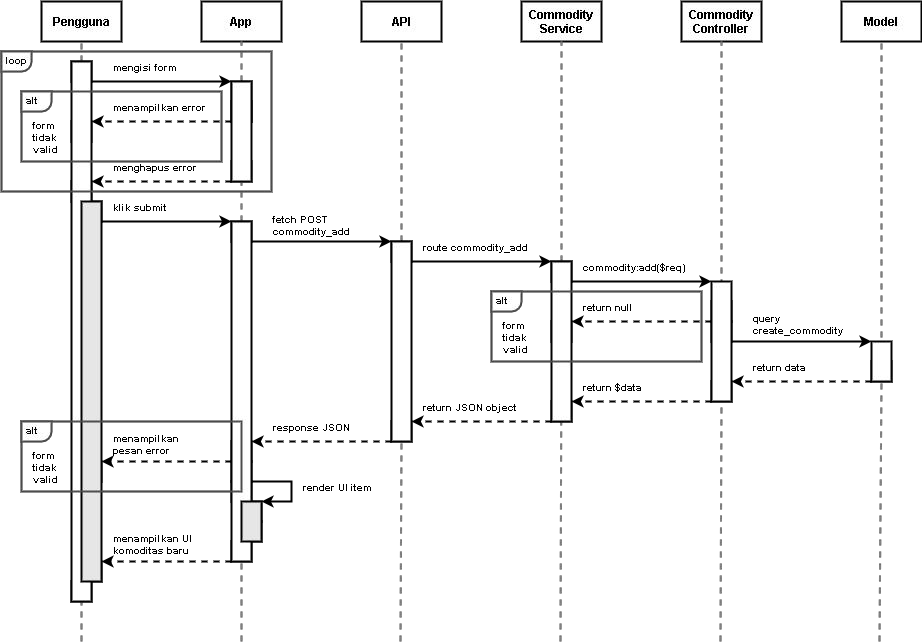 Pengguna
App
API
Commodity
Service
Commodity
Controller
Model
loop
mengisi form
alt
menampilkan error
form
tidak
valid
menghapus error
klik submit
fetch POST
commodity_add
route commodity_add
commodity:add($req)
alt
return null
form
tidak
valid
query
create_commodity
return data
return $data
return JSON object
response JSON
alt
menampilkan
pesan error
form
tidak
valid
render UI item
menampilkan UI
komoditas baru